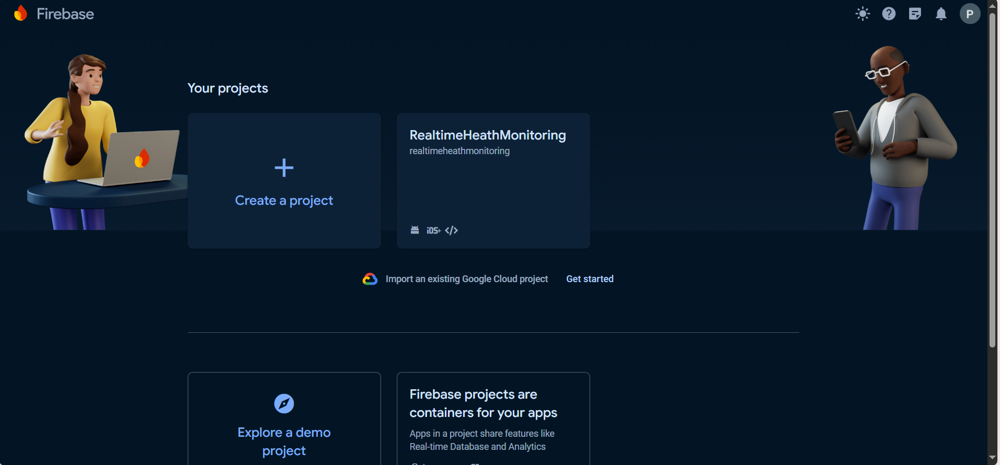 Firebase
P
Your projects
Create a project
RealtimeHeathMonitoring
realtimeheathmonitoring
iOS+ </>
Import an existing Google Cloud project
Get started
Explore a demo
project
Firebase projects are
containers for your apps
Apps in a project share features like
Real-time Database and Analytics